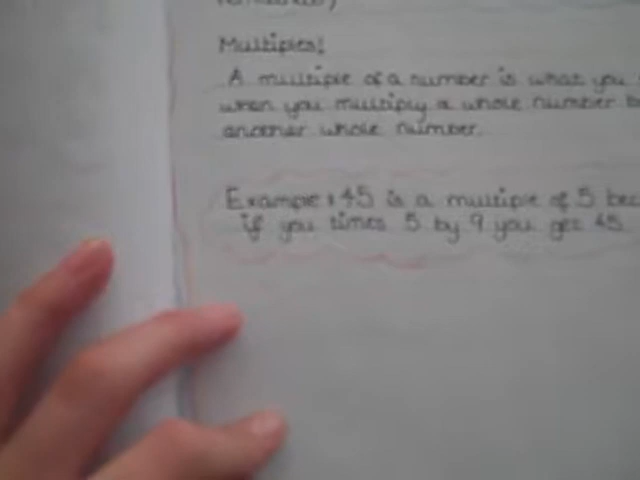 Multiples!
A multiple of a number is what you
when you multiply a whole number b
another whole number.
Example: 45 is a multiple of 5 bec
if you times 5 by 9 you get 45